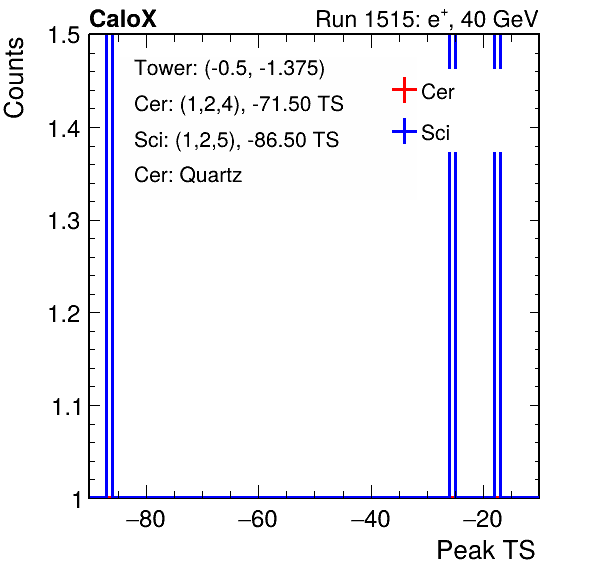 CaloX Run 1515: e⁺, 40 GeV
Counts
1.5
Tower: (-0.5, -1.375)
Cer: (1,2,4), -71.50 TS
Sci: (1,2,5), -86.50 TS
Cer: Quartz
Cer
Sci
1.4
1.3
1.2
1.1
1
−80 −60 −40 −20
Peak TS